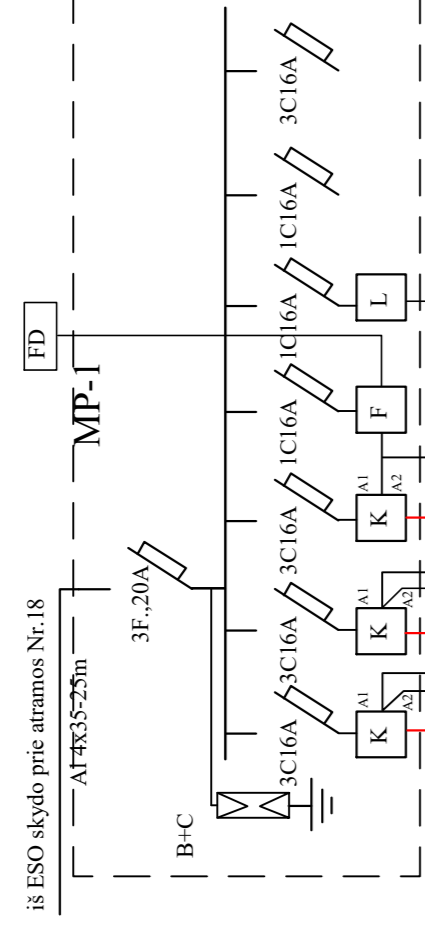 iš ESO skydo prie atramos Nr.18
Al 4x35-25m
MP-1
FD
3F.,20A
B+C
3C16A
3C16A
3C16A
1C16A
1C16A
1C16A
3C16A
K
A1
A2
K
A1
A2
K
A1
A2
F
L